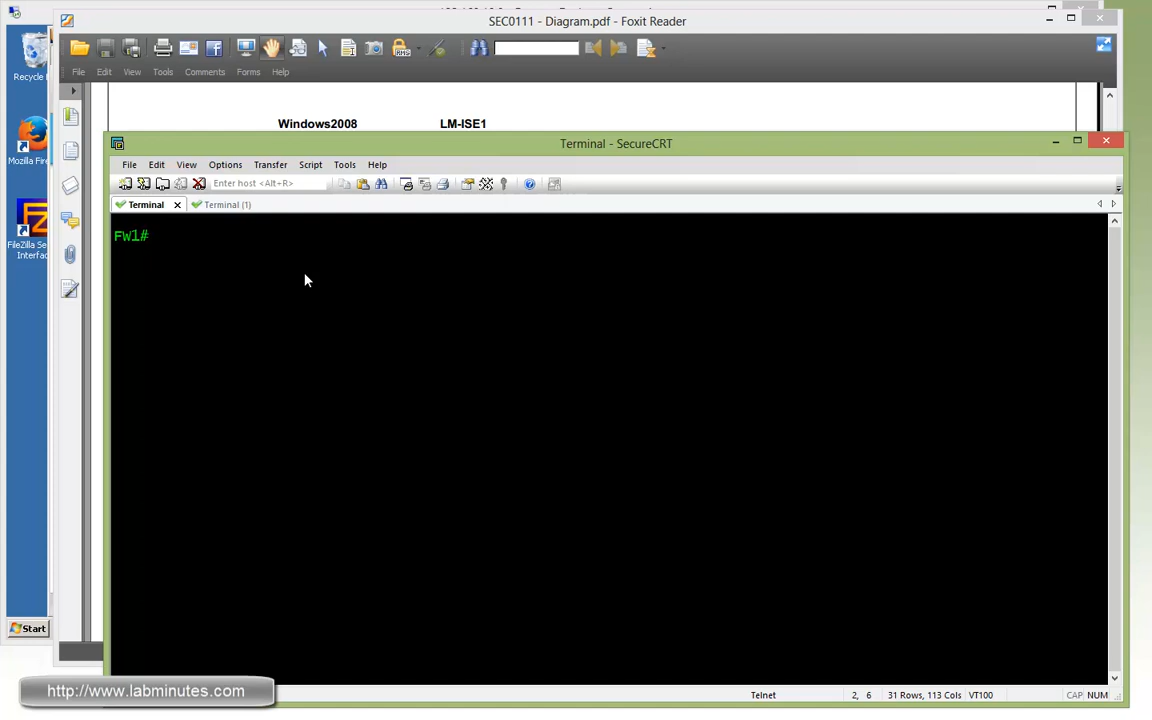 SEC0111 - Diagram.pdf - Foxit Reader
Recycle
File Edit View Tools Comments Forms Help
Windows2008 LM-ISE1
Mozilla Fire
Terminal - SecureCRT
File Edit View Options Transfer Script Tools Help
Enter host <Alt+R>
Terminal Terminal (1)
FW1#
FileZilla Se
Interfac
Start
http://www.labminutes.com
Telnet 2, 6 31 Rows, 113 Cols VT100 CAP NUM